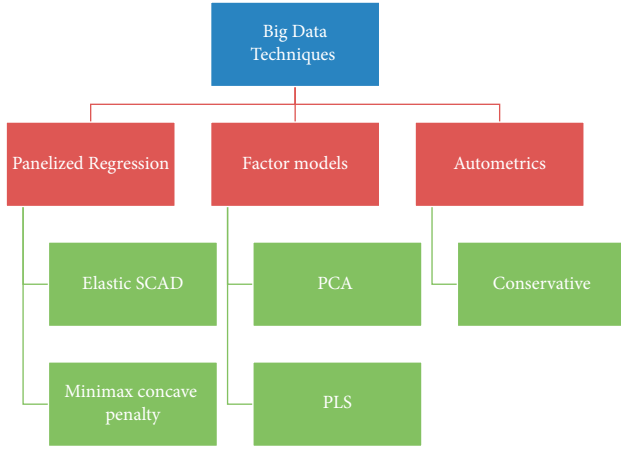 Big Data
Techniques
Panelized Regression
Factor models
Autometrics
Elastic SCAD
PCA
Conservative
Minimax concave
penalty
PLS